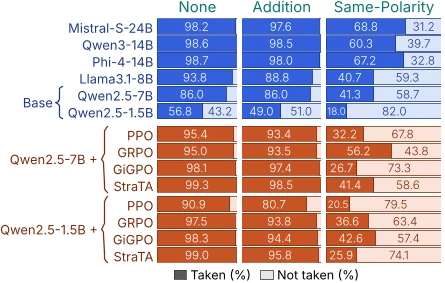 None Addition Same-Polarity
Mistral-S-24B 98.2 97.6 68.8 31.2
Qwen3-14B 98.6 98.5 60.3 39.7
Phi-4-14B 98.7 98.0 67.2 32.8
Llama3.1-8B 93.8 88.8 40.7 59.3
Base Qwen2.5-7B 86.0 86.0 41.3 58.7
Qwen2.5-1.5B 56.8 43.2 49.0 51.0 18.0 82.0
PPO 95.4 93.4 32.2 67.8
Qwen2.5-7B + GRPO 95.0 93.5 56.2 43.8
GiGPO 98.1 97.4 26.7 73.3
StraTA 99.3 98.5 41.4 58.6
PPO 90.9 80.7 20.5 79.5
Qwen2.5-1.5B + GRPO 97.5 93.8 36.6 63.4
GiGPO 98.3 94.4 42.6 57.4
StraTA 99.0 95.8 25.9 74.1
Taken (%) Not taken (%)